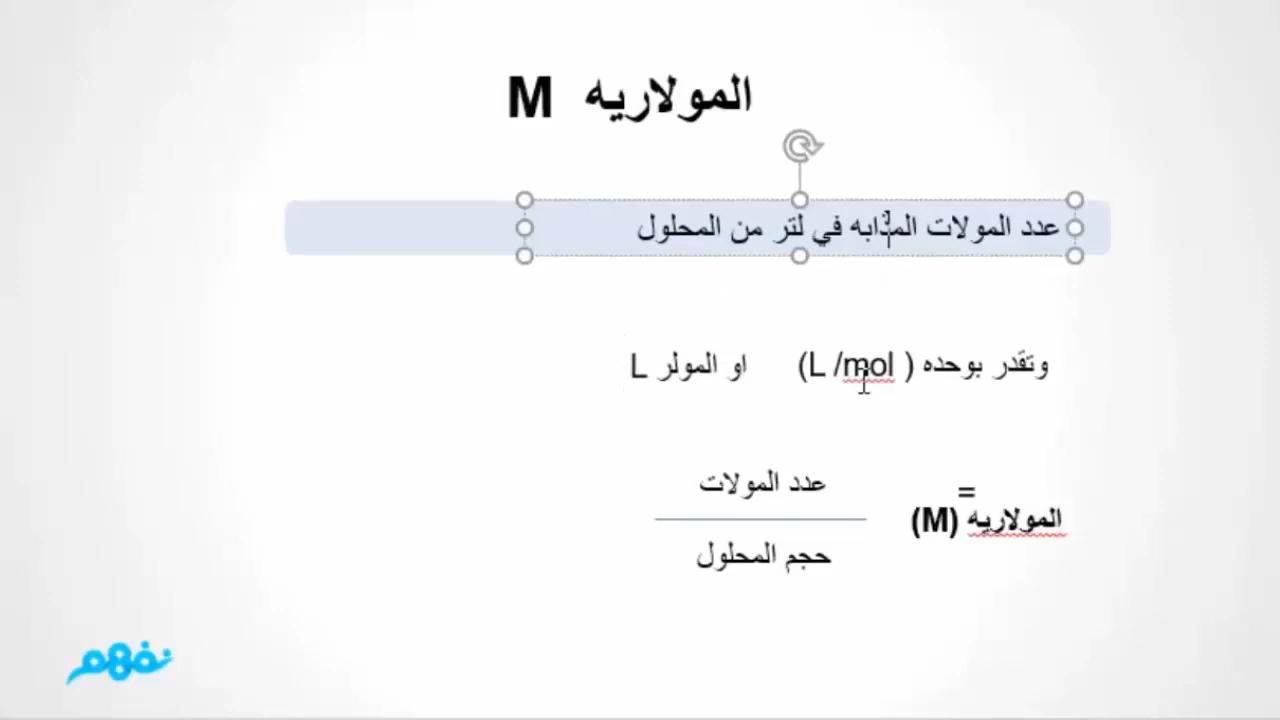 المولاريه M
عدد المولات المذابه في لتر من المحلول
وتقدر بوحده ( L /mol) او المولر L
عدد المولات
=
المولاريه (M)
حجم المحلول
نفهم